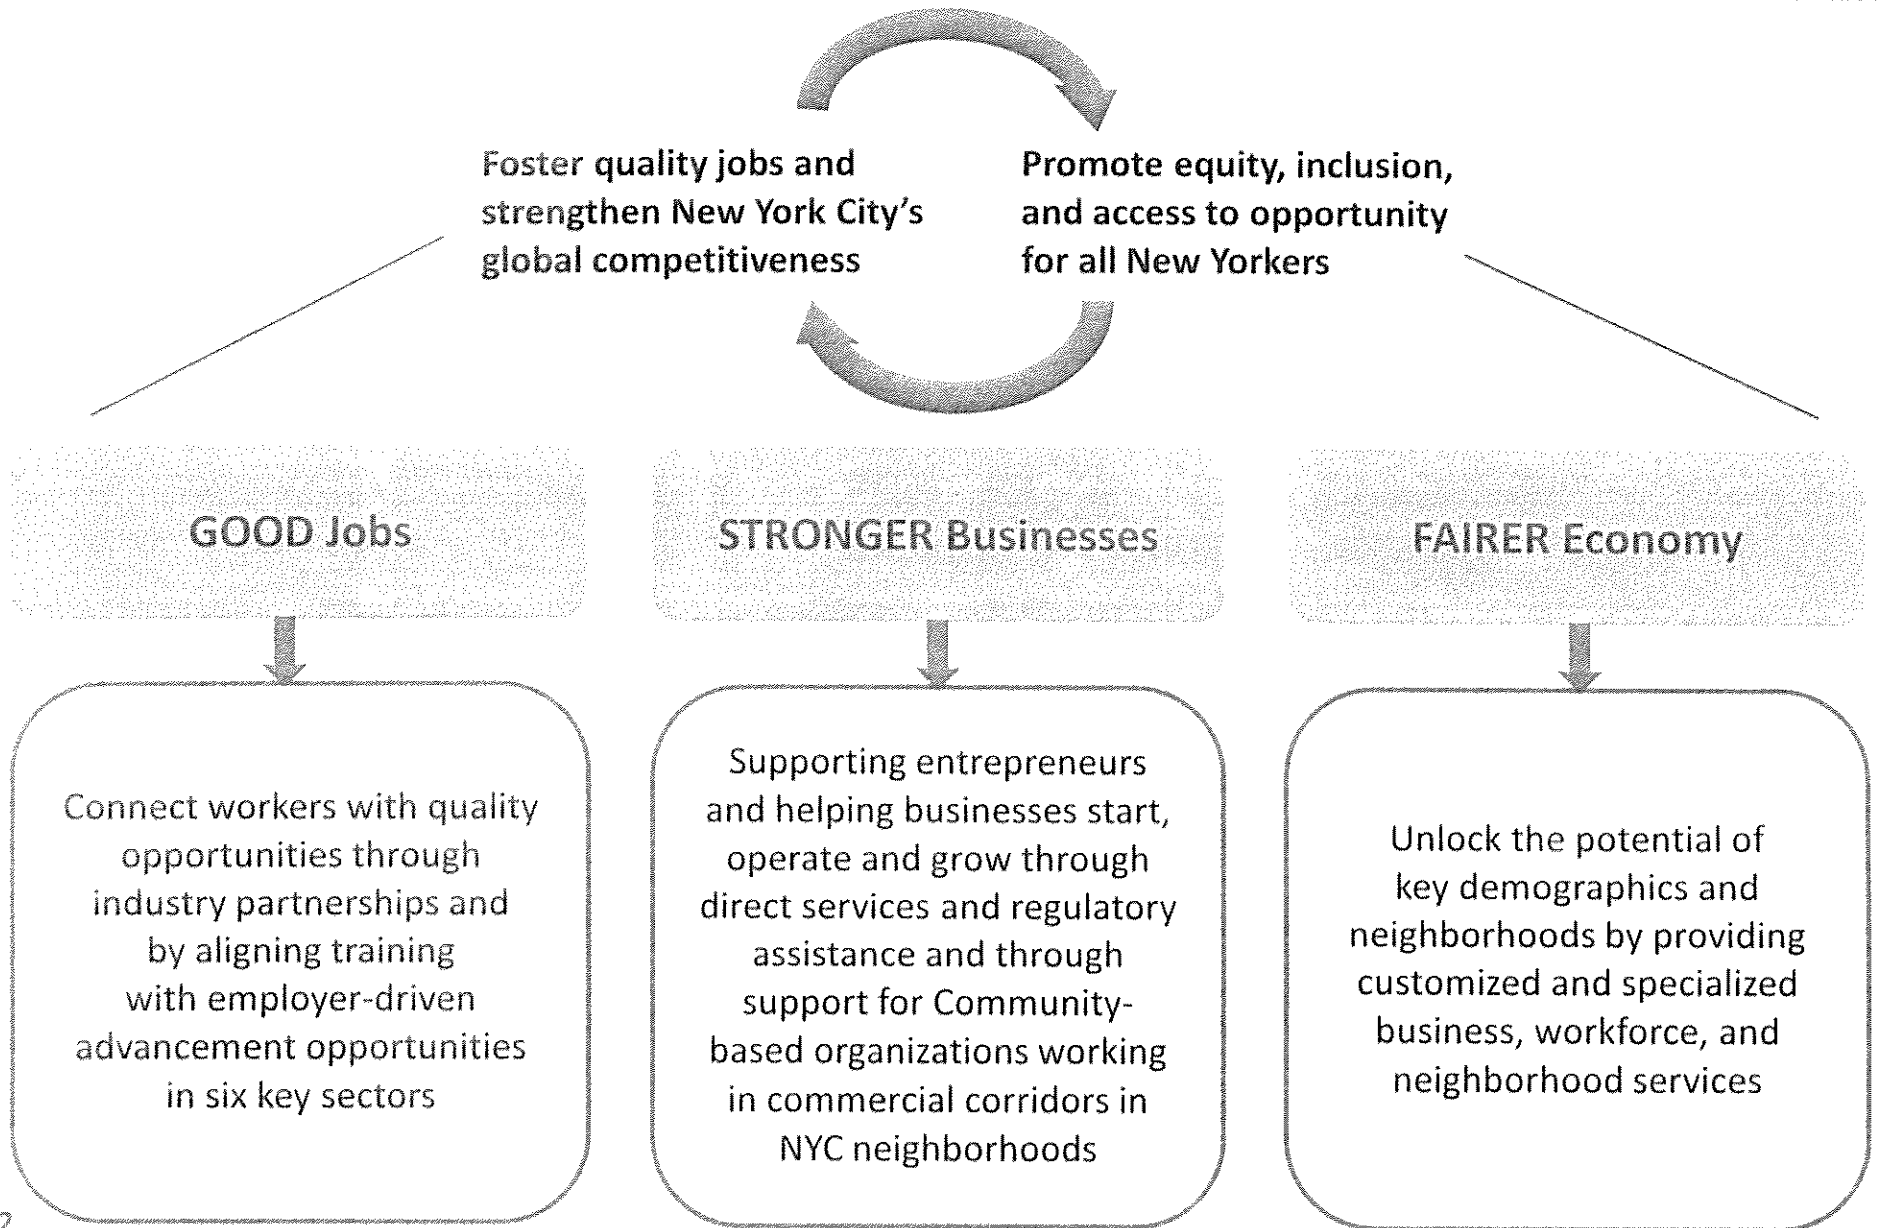 Foster quality jobs and
strengthen New York City's
global competitiveness
Promote equity, inclusion,
and access to opportunity
for all New Yorkers
GOOD Jobs
STRONGER Businesses
FAIRER Economy
Connect workers with quality
opportunities through
industry partnerships and
by aligning training
with employer-driven
advancement opportunities
in six key sectors
Supporting entrepreneurs
and helping businesses start,
operate and grow through
direct services and regulatory
assistance and through
support for Community-
based organizations working
in commercial corridors in
NYC neighborhoods
Unlock the potential of
key demographics and
neighborhoods by providing
customized and specialized
business, workforce, and
neighborhood services